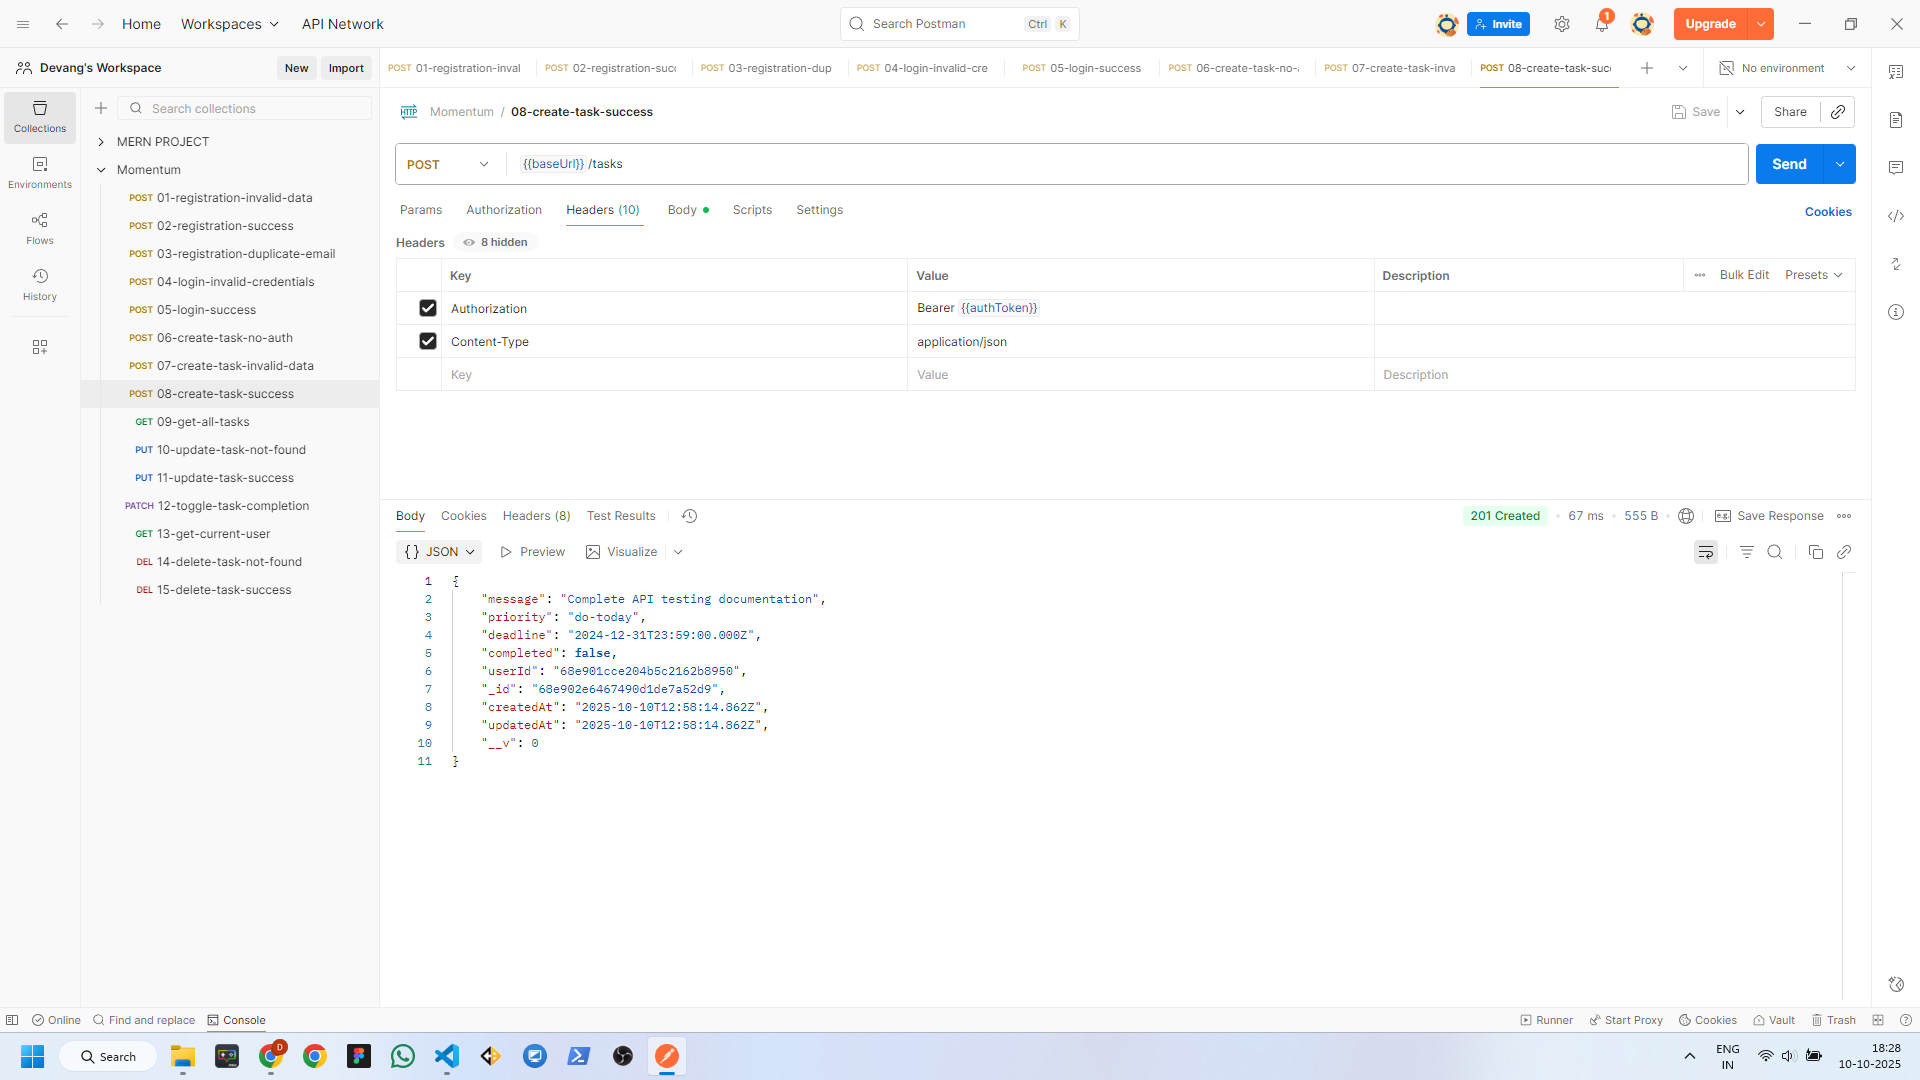 Home Workspaces API Network
Search Postman Ctrl K
Invite 1 Upgrade
Devang's Workspace New Import
POST 01-registration-inval POST 02-registration-succ POST 03-registration-dup POST 04-login-invalid-cre POST 05-login-success POST 06-create-task-no-a POST 07-create-task-inva POST 08-create-task-succ No environment
Collections
Environments
Flows
History
Search collections
MERN PROJECT
Momentum
POST 01-registration-invalid-data
POST 02-registration-success
POST 03-registration-duplicate-email
POST 04-login-invalid-credentials
POST 05-login-success
POST 06-create-task-no-auth
POST 07-create-task-invalid-data
POST 08-create-task-success
GET 09-get-all-tasks
PUT 10-update-task-not-found
PUT 11-update-task-success
PATCH 12-toggle-task-completion
GET 13-get-current-user
DEL 14-delete-task-not-found
DEL 15-delete-task-success
HTTP Momentum / 08-create-task-success Save Share
POST {{baseUrl}} /tasks Send
Params Authorization Headers (10) Body Scripts Settings Cookies
Headers 8 hidden
Key Value Description Bulk Edit Presets
Authorization Bearer {{authToken}}
Content-Type application/json
Key Value Description
Body Cookies Headers (8) Test Results 201 Created 67 ms 555 B e.g. Save Response
{} JSON Preview Visualize
1 {
2 "message": "Complete API testing documentation",
3 "priority": "do-today",
4 "deadline": "2024-12-31T23:59:00.000Z",
5 "completed": false,
6 "userId": "68e901cce204b5c2162b8950",
7 "_id": "68e902e6467490d1de7a52d9",
8 "createdAt": "2025-10-10T12:58:14.862Z",
9 "updatedAt": "2025-10-10T12:58:14.862Z",
10 "__v": 0
11 }
Online Find and replace Console Runner Start Proxy Cookies Vault Trash
Search D
ENG
IN
18:28
10-10-2025